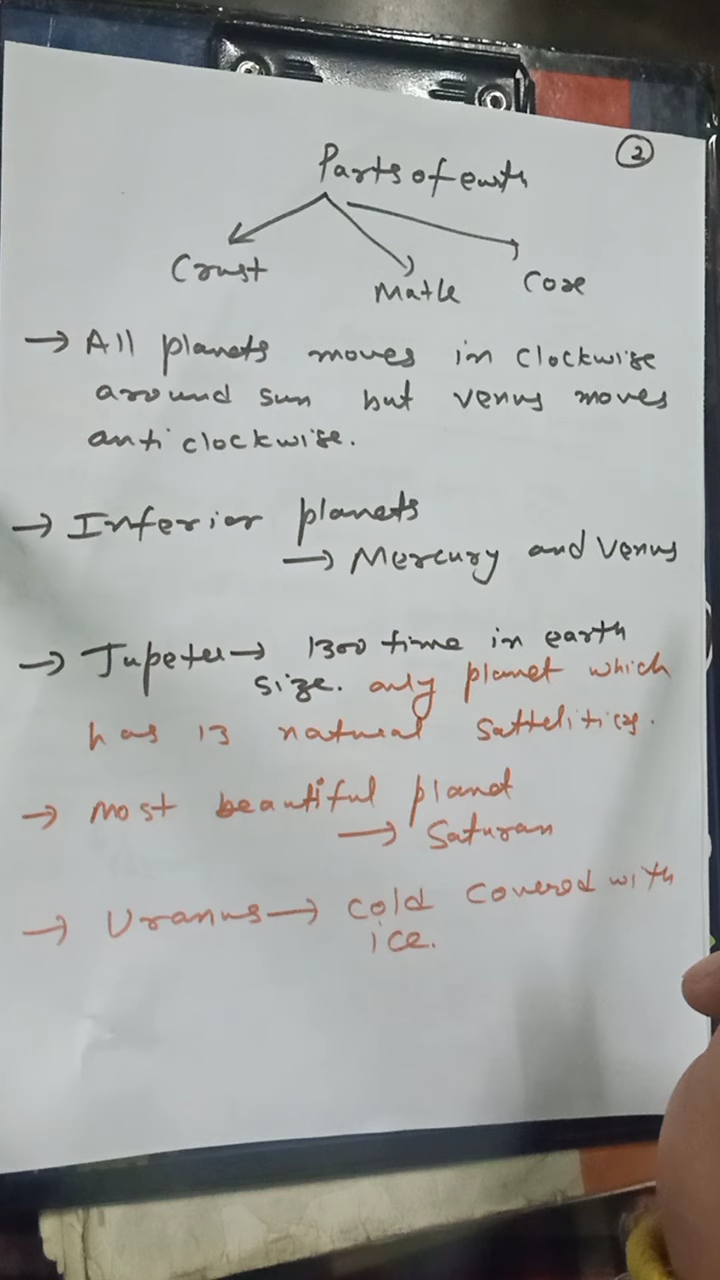 2
Parts of earth
Crust
Matle
Core
→ All planets moves in clockwise
around sun but venus moves
anti clockwise.
→ Inferior planets
→ Mercury and Venus
→ Jupeter → 1300 time in earth
size. only planet which
has 13 natural
→ Most beautiful planet
→ Saturan
→ Uranus → cold covered with
ice.